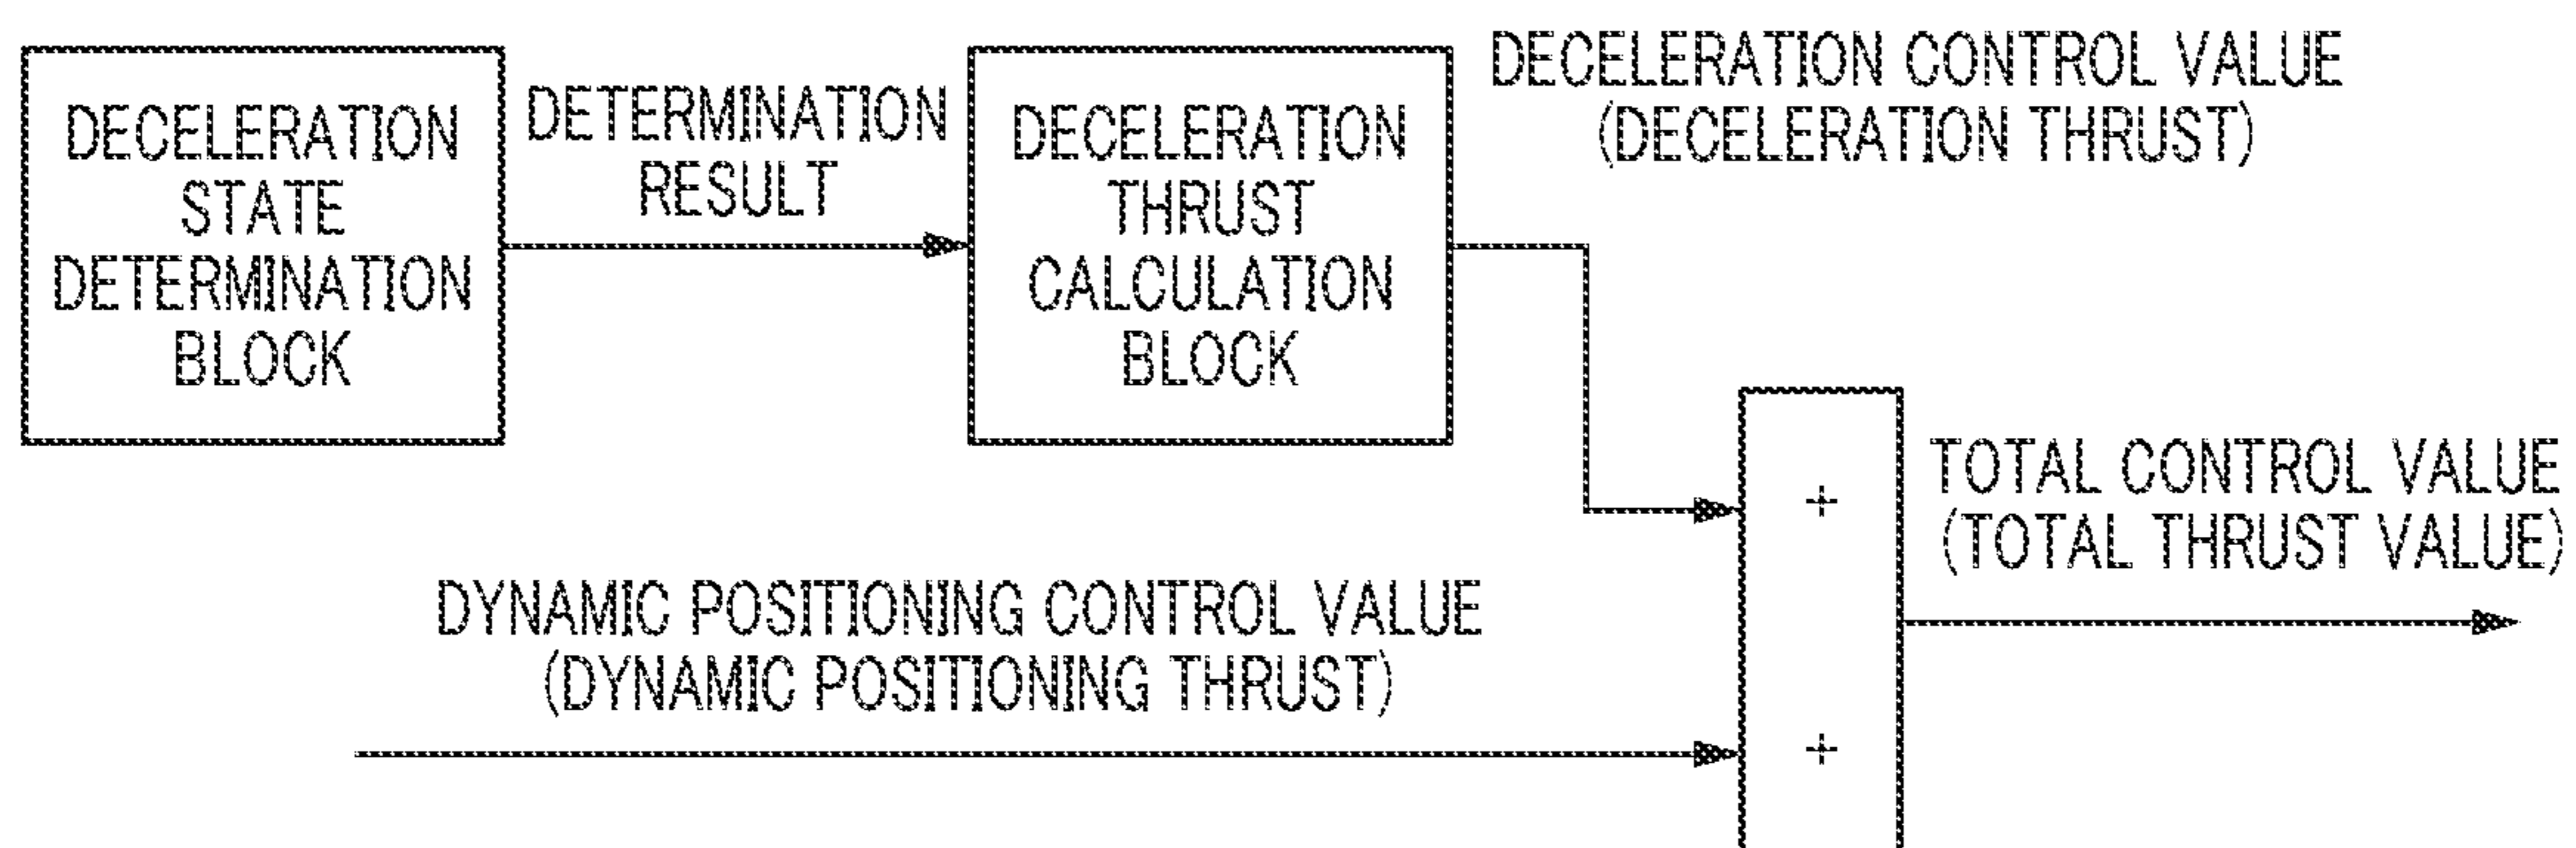 DECELERATION
STATE
DETERMINATION
BLOCK
DETERMINATION
RESULT
DECELERATION
THRUST
CALCULATION
BLOCK
DECELERATION CONTROL VALUE
(DECELERATION THRUST)
+
TOTAL CONTROL VALUE
(TOTAL THRUST VALUE)
DYNAMIC POSITIONING CONTROL VALUE
(DYNAMIC POSITIONING THRUST)
+